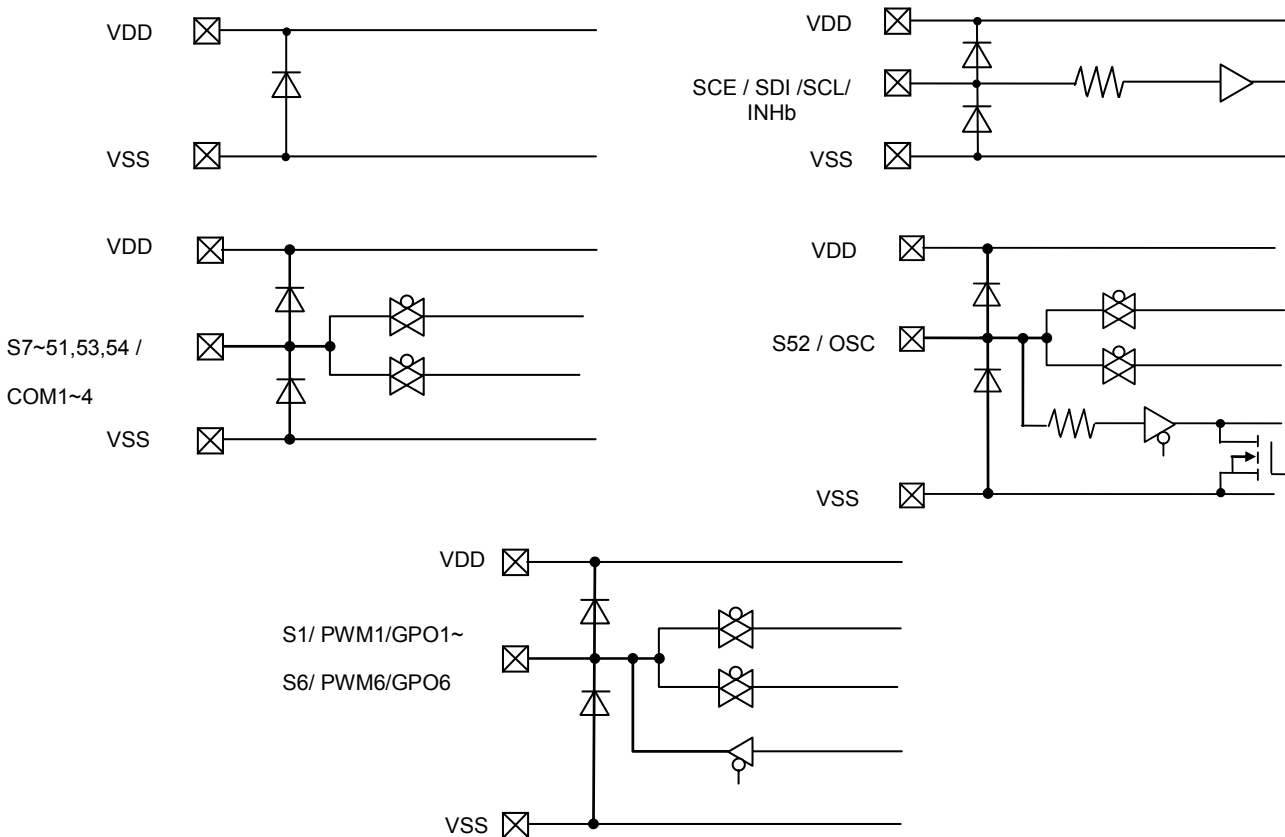 VDD
VSS
VDD
SCE / SDI /SCL/
INHb
VSS
VDD
S7~51,53,54 /
COM1~4
VSS
VDD
S52 / OSC
VSS
VDD
S1/ PWM1/GPO1~
S6/ PWM6/GPO6
VSS